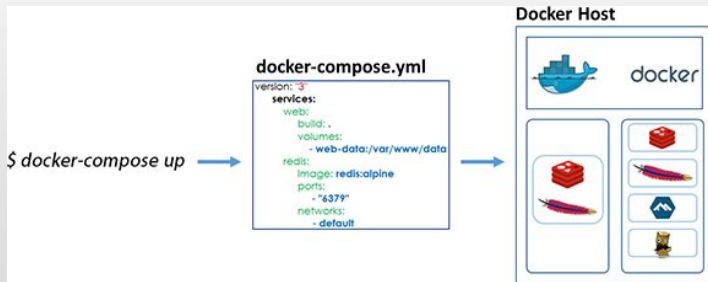 $ docker-compose up
docker-compose.yml
version: "3"
services:
web:
build: .
volumes:
- web-data:/var/www/data
redis:
image: redis:alpine
ports:
- "6379"
networks:
- default
Docker Host
docker